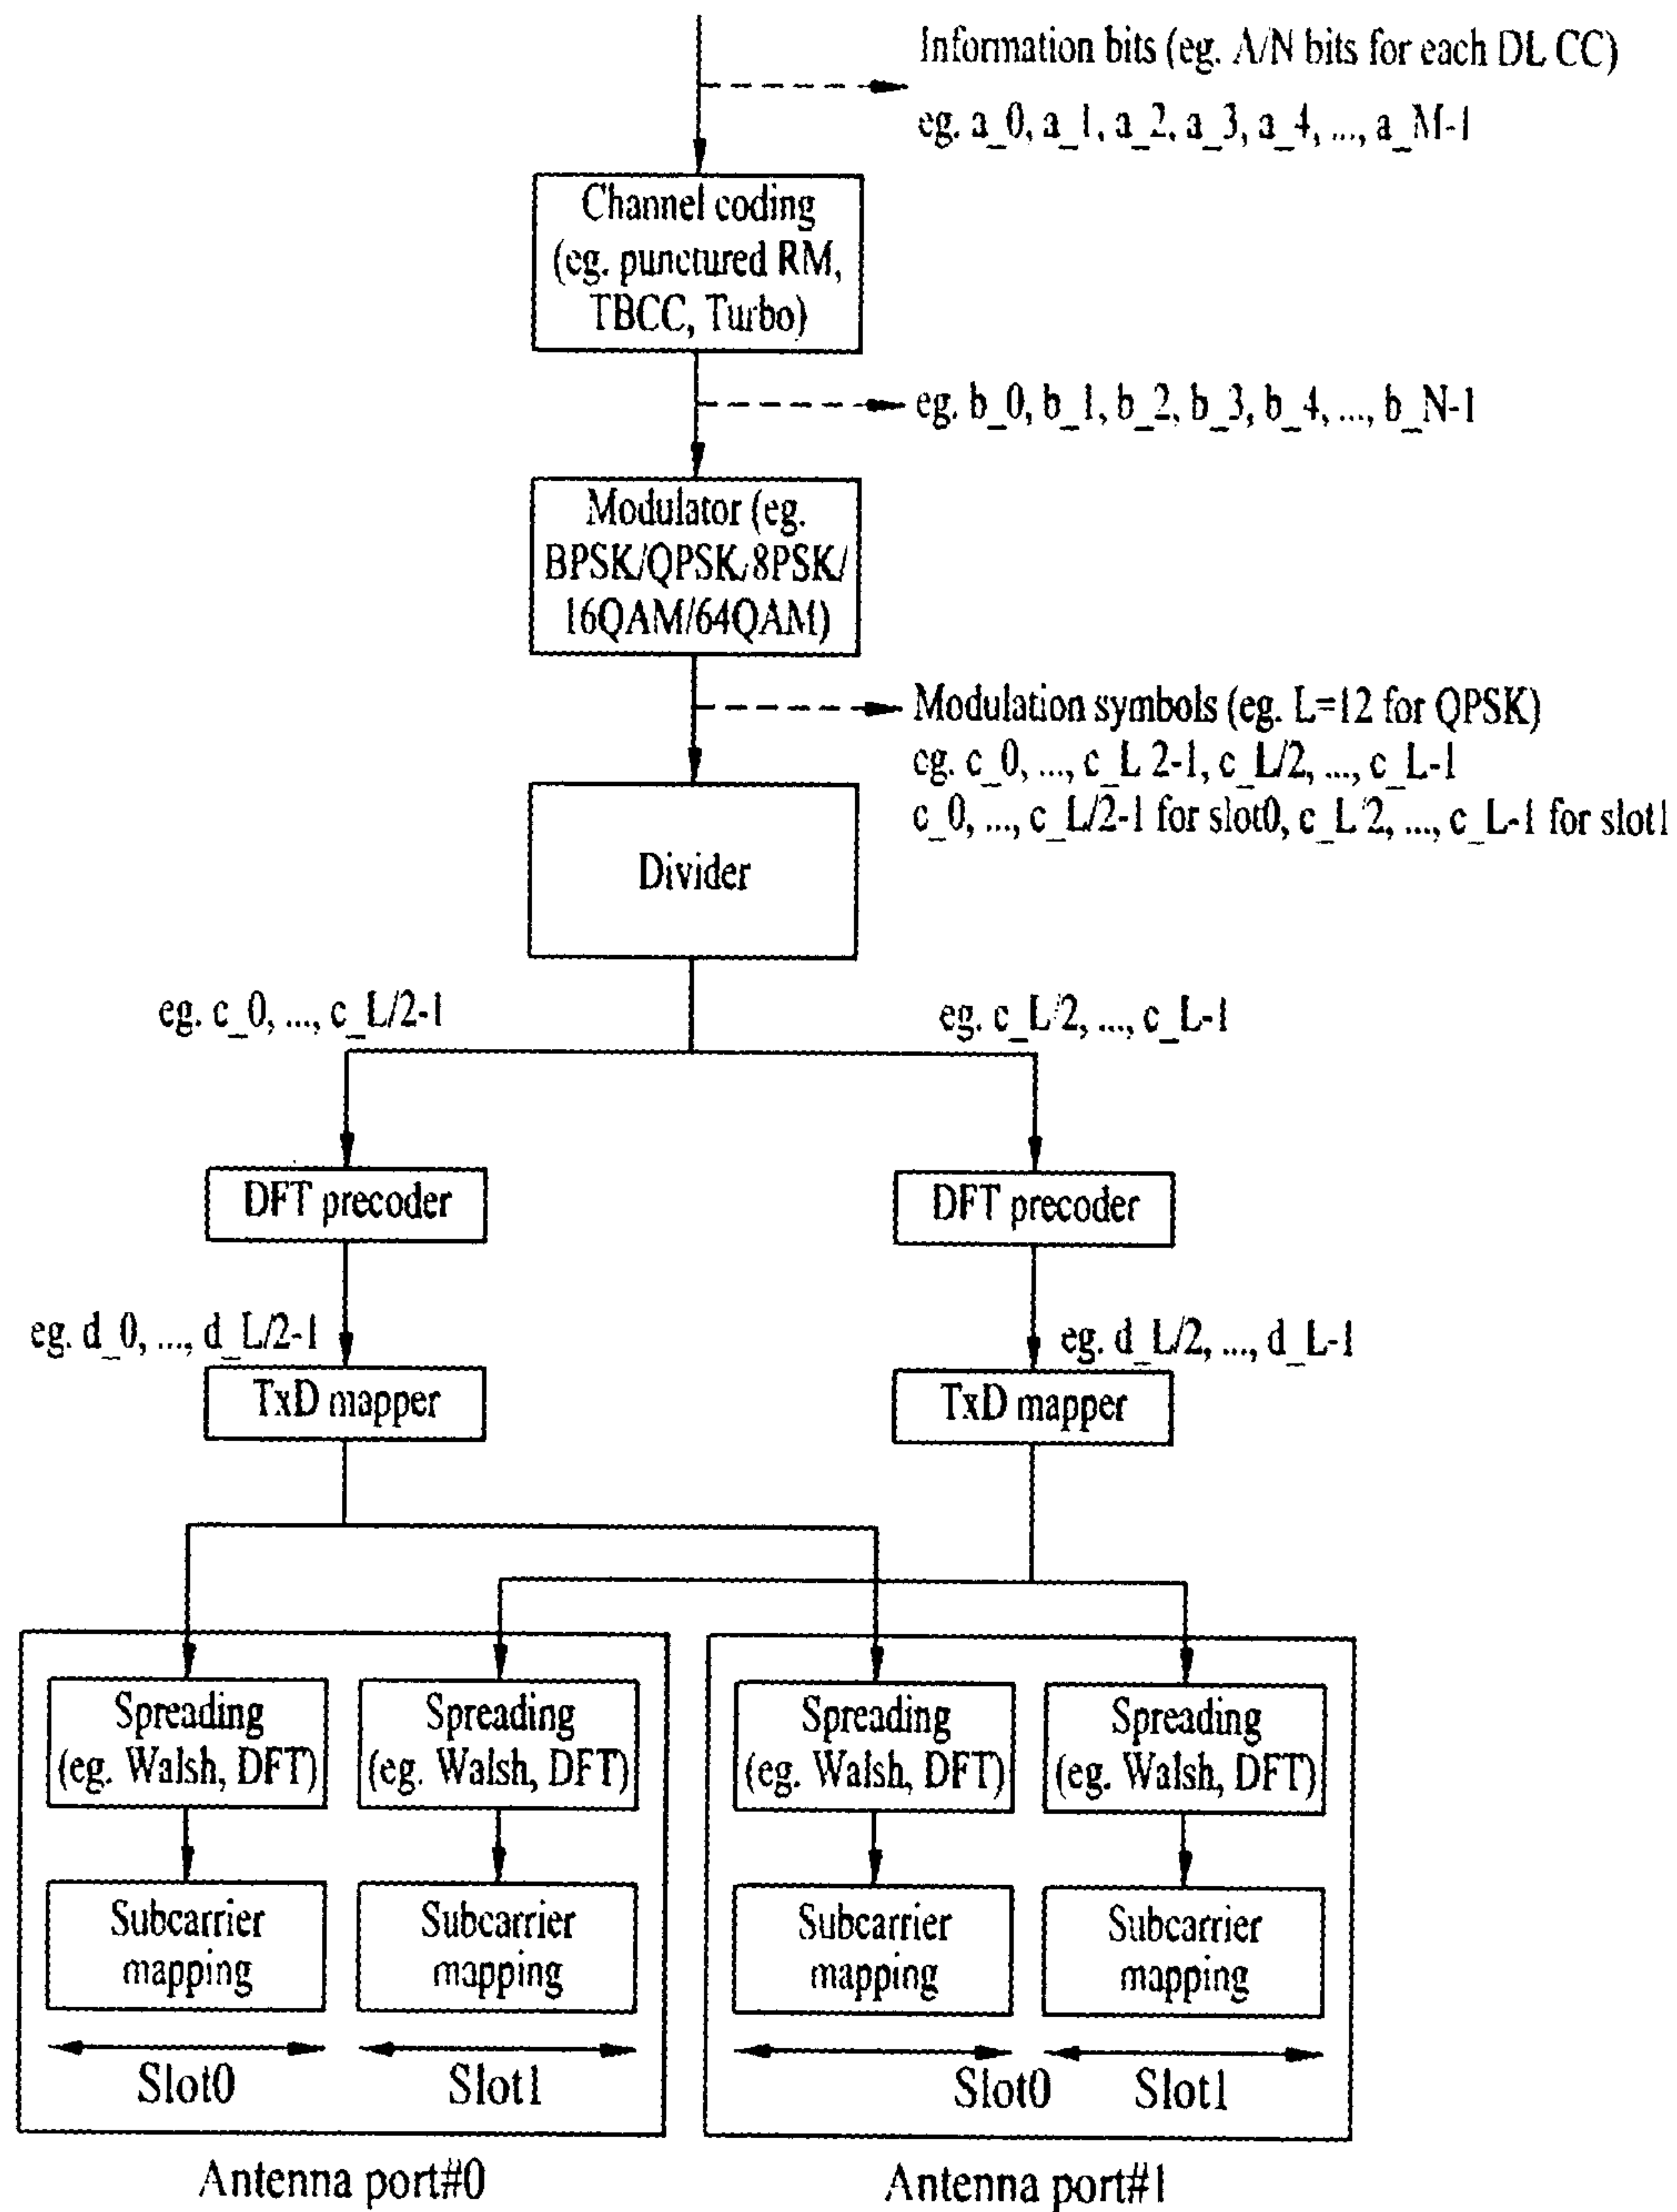 Information bits (eg. A/N bits for each DL CC)
eg. a_0, a_1, a_2, a_3, a_4, ..., a_M-1
Channel coding
(eg. punctured RM,
TBCC, Turbo)
eg. b_0, b_1, b_2, b_3, b_4, ..., b_N-1
Modulator (eg.
BPSK/QPSK/8PSK/
16QAM/64QAM)
Modulation symbols (eg. L=12 for QPSK)
eg. c_0, ..., c_L/2-1, c_L/2, ..., c_L-1
c_0, ..., c_L/2-1 for slot0, c_L/2, ..., c_L-1 for slot1
Divider
eg. c_0, ..., c_L/2-1
eg. c_L/2, ..., c_L-1
DFT precoder
DFT precoder
eg. d_0, ..., d_L/2-1
eg. d_L/2, ..., d_L-1
TxD mapper
TxD mapper
Spreading
(eg. Walsh, DFT)
Spreading
(eg. Walsh, DFT)
Spreading
(eg. Walsh, DFT)
Spreading
(eg. Walsh, DFT)
Subcarrier
mapping
Subcarrier
mapping
Subcarrier
mapping
Subcarrier
mapping
Slot0
Slot1
Slot0
Slot1
Antenna port#0
Antenna port#1